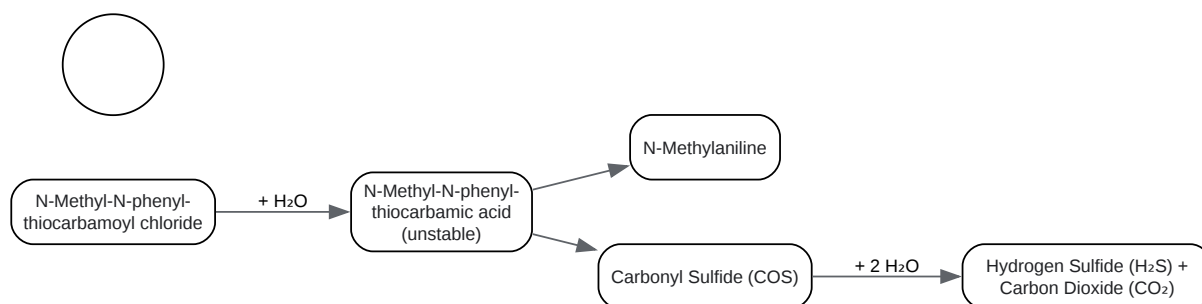 N-Methylaniline
N-Methyl-N-phenyl-
thiocarbamoyl chloride
+ H₂O
N-Methyl-N-phenyl-
thiocarbamic acid
(unstable)
Carbonyl Sulfide (COS)
+ 2 H₂O
Hydrogen Sulfide (H₂S) +
Carbon Dioxide (CO₂)